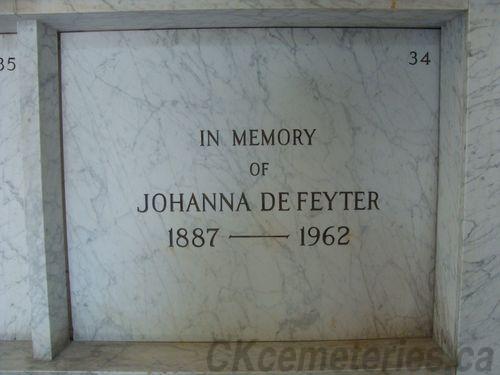 35
34
IN MEMORY
OF
JOHANNA DE FEYTER
1887 — 1962
CKcemeteries.ca